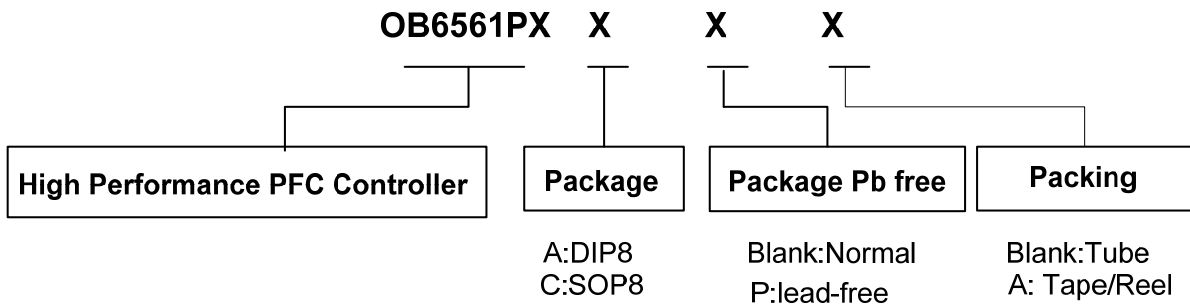 OB6561PX X X X
High Performance PFC Controller
Package
Package Pb free
Packing
A:DIP8
C:SOP8
Blank:Normal
P:lead-free
Blank:Tube
A: Tape/Reel